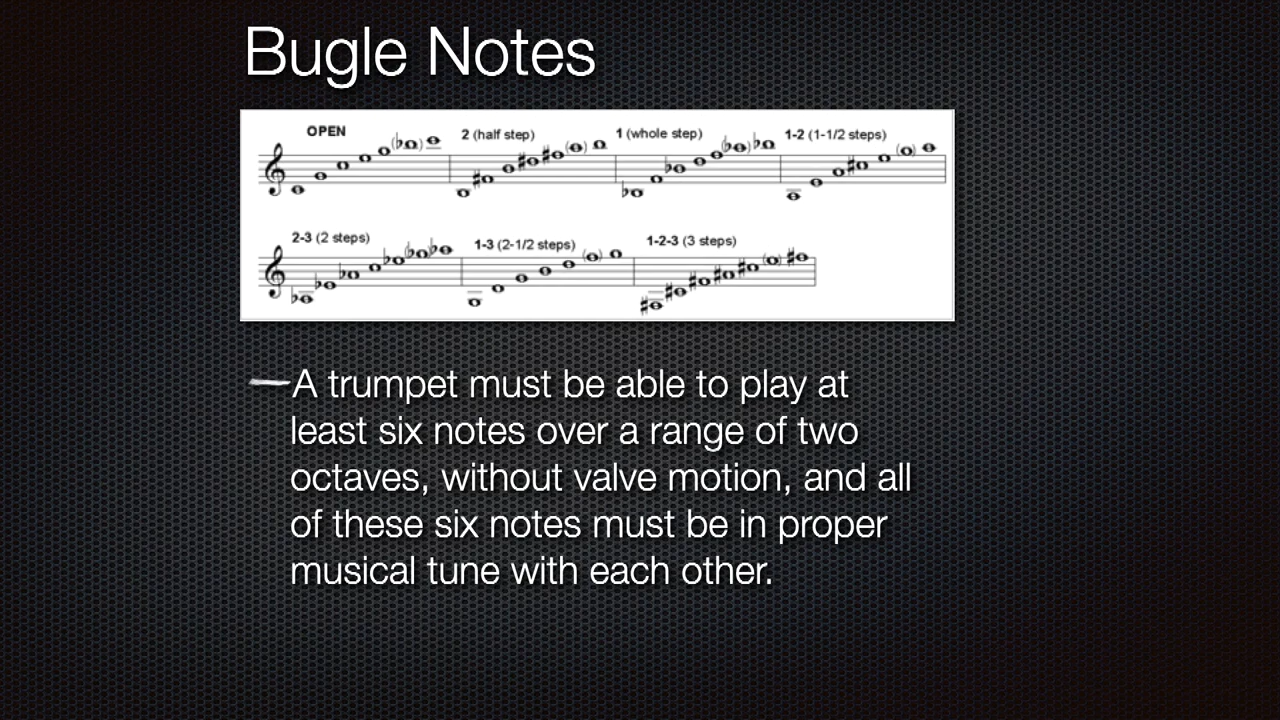 Bugle Notes
OPEN
2 (half step)
1 (whole step)
1-2 (1-1/2 steps)
2-3 (2 steps)
1-3 (2-1/2 steps)
1-2-3 (3 steps)
A trumpet must be able to play at
least six notes over a range of two
octaves, without valve motion, and all
of these six notes must be in proper
musical tune with each other.